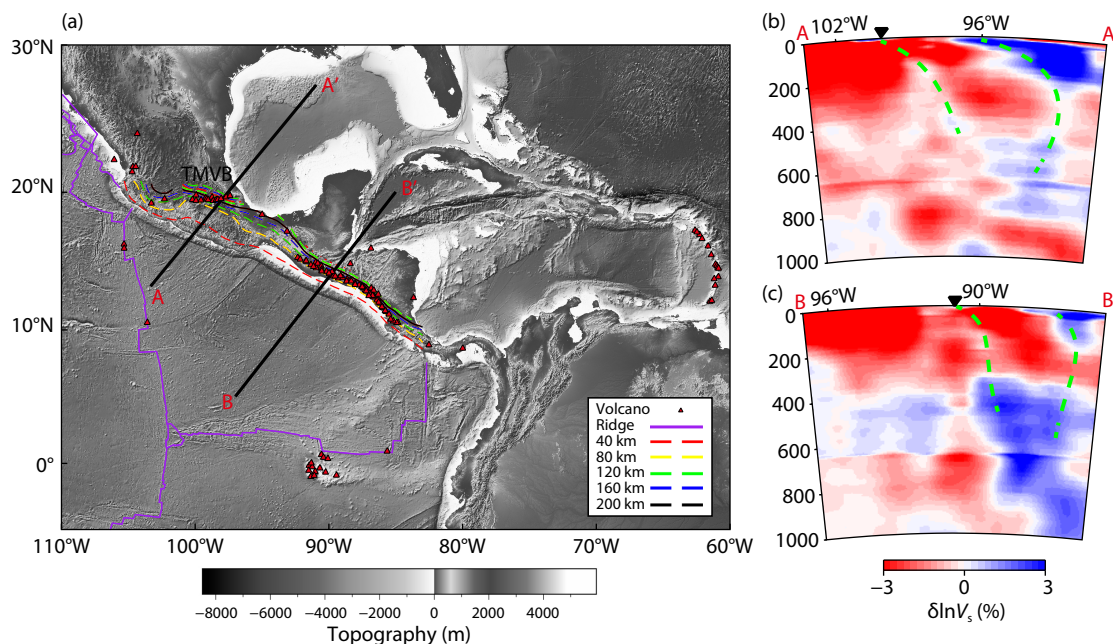 (a)
30°N
20°N
10°N
0°
110°W
100°W
90°W
80°W
70°W
60°W
A'
TMVB
B'
A
B
Volcano
Ridge
40 km
80 km
120 km
160 km
200 km
−8000
−6000
−4000
−2000
0
2000
4000
Topography (m)
(b)
A
102°W
96°W
A
0
200
400
600
800
1000
(c)
B
96°W
90°W
B
0
200
400
600
800
1000
−3
0
3
δlnVs (%)